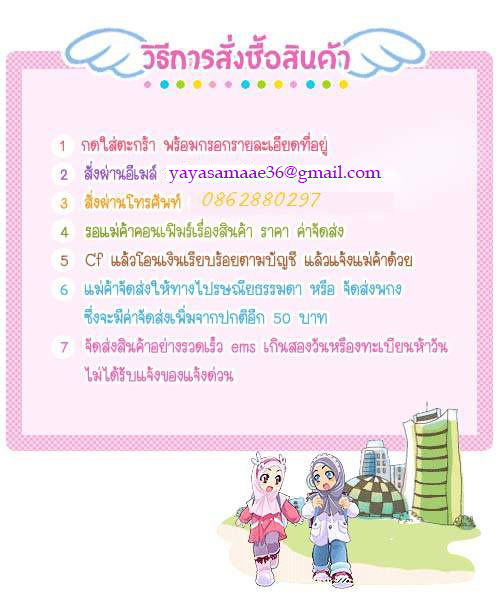 วิธีการสั่งซื้อสินค้า
1 กดใส่ตะกร้า พร้อมกรอกรายละเอียดที่อยู่
2 สั่งผ่านอีเมล์ yayasamaae36@gmail.com
3 สั่งผ่านโทรศัพท์ 0862880297
4 รอแม่ค้าคอนเฟิมร์เรื่องสินค้า ราคา ค่าจัดส่ง
5 Cf แล้วโอนเงินเรียบร้อยตามบัญชี แล้วแจ้งแม่ค้าด้วย
6 แม่ค้าจัดส่งให้ทางไปรษณียธรรมดา หรือ จัดส่งพกง
ซึ่งจะมีค่าจัดส่งเพิ่มจากปกติอีก 50 บาท
7 จัดส่งสินค้าอย่างรวดเร็ว ems เกินสองวันหรือลงทะเบียนห้าวัน
ไม่ได้รับแจ้งของแจ้งด่วน